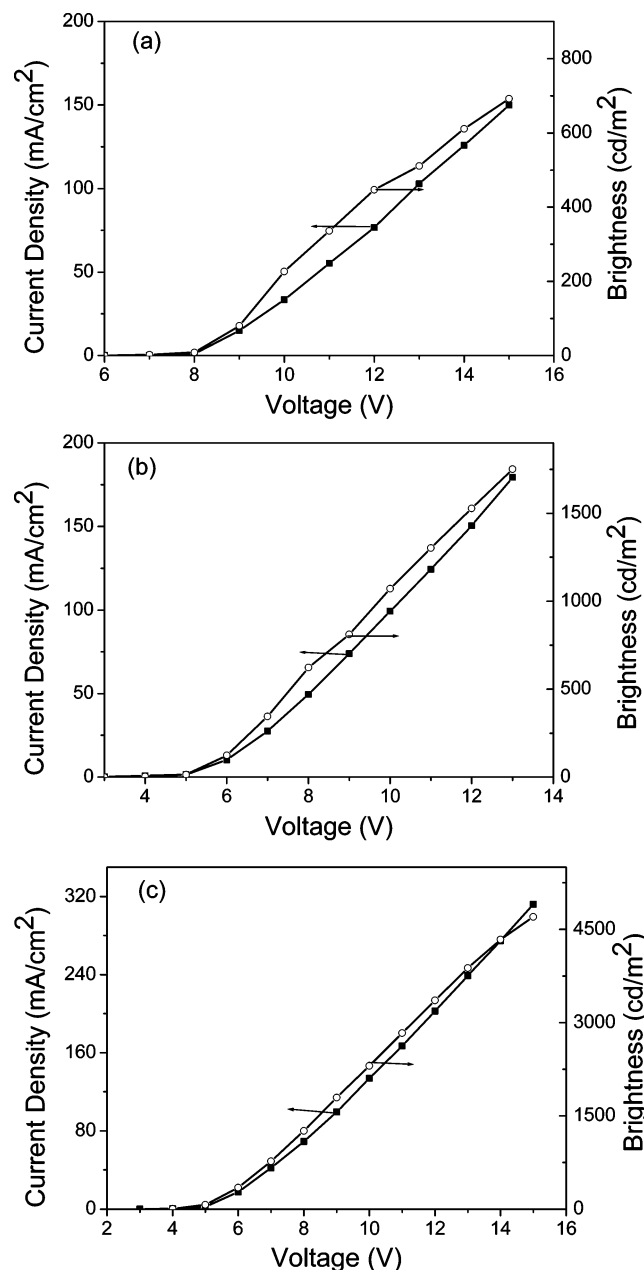 (a)
200
150
100
50
0
Current Density (mA/cm²)
800
600
400
200
0
Brightness (cd/m²)
6 8 10 12 14 16
Voltage (V)
(b)
200
150
100
50
0
Current Density (mA/cm²)
1500
1000
500
0
Brightness (cd/m²)
4 6 8 10 12 14
Voltage (V)
(c)
320
240
160
80
0
Current Density (mA/cm²)
4500
3000
1500
0
Brightness (cd/m²)
2 4 6 8 10 12 14 16
Voltage (V)